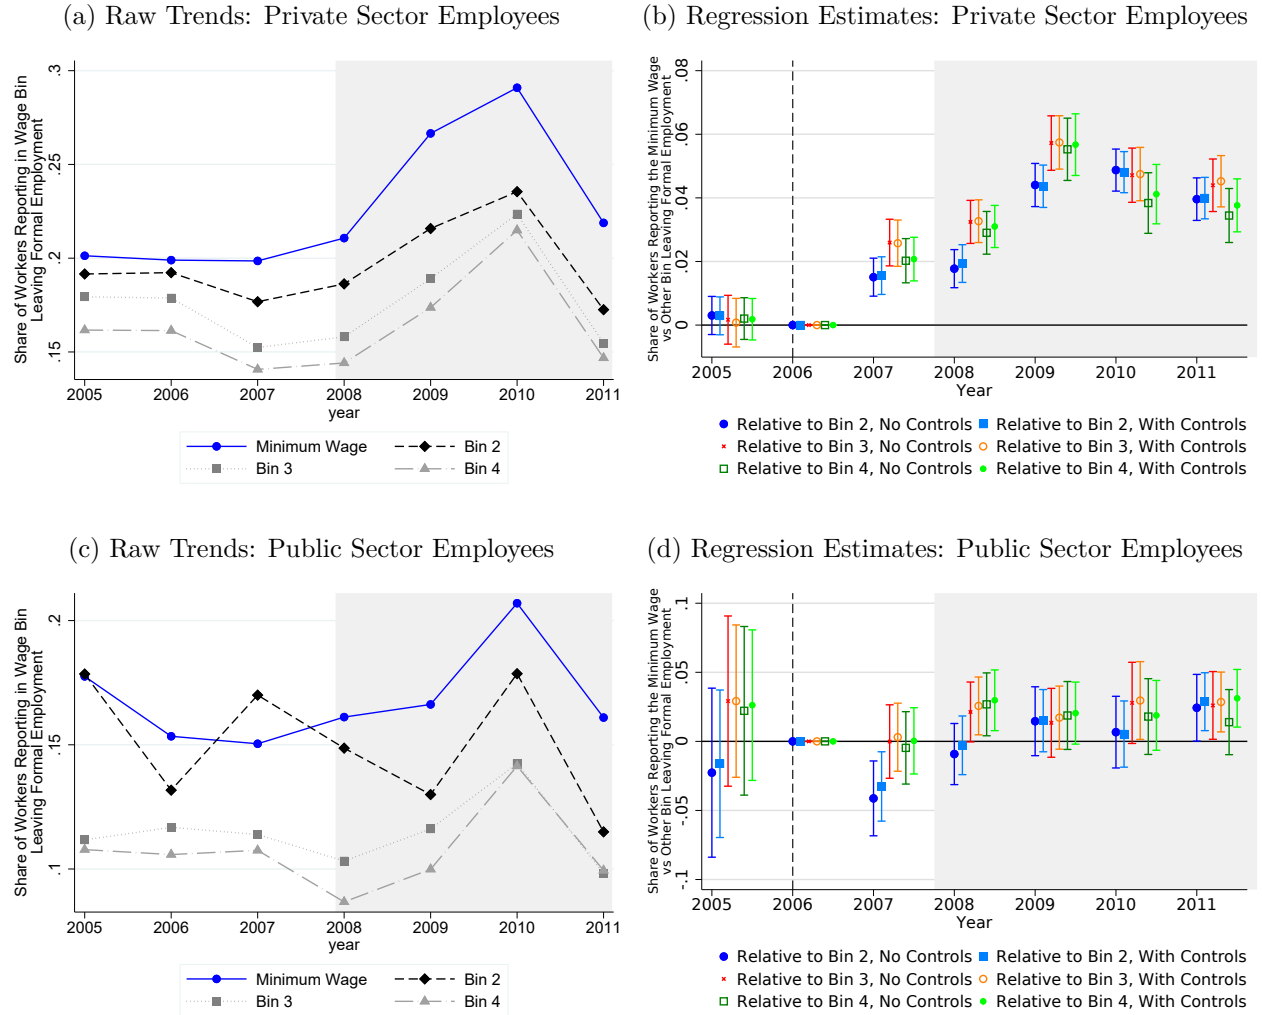 (a) Raw Trends: Private Sector Employees
Share of Workers Reporting in Wage Bin
Leaving Formal Employment
.3
.25
.2
.15
2005 2006 2007 2008 2009 2010 2011
year
Minimum Wage Bin 2
Bin 3 Bin 4
(b) Regression Estimates: Private Sector Employees
Share of Workers Reporting the Minimum Wage
vs Other Bin Leaving Formal Employment
.08
.06
.04
.02
0
2005 2006 2007 2008 2009 2010 2011
Year
Relative to Bin 2, No Controls Relative to Bin 2, With Controls
Relative to Bin 3, No Controls Relative to Bin 3, With Controls
Relative to Bin 4, No Controls Relative to Bin 4, With Controls
(c) Raw Trends: Public Sector Employees
Share of Workers Reporting in Wage Bin
Leaving Formal Employment
.2
.15
.1
2005 2006 2007 2008 2009 2010 2011
year
Minimum Wage Bin 2
Bin 3 Bin 4
(d) Regression Estimates: Public Sector Employees
Share of Workers Reporting the Minimum Wage
vs Other Bin Leaving Formal Employment
.1
.05
0
-.05
-.1
2005 2006 2007 2008 2009 2010 2011
Year
Relative to Bin 2, No Controls Relative to Bin 2, With Controls
Relative to Bin 3, No Controls Relative to Bin 3, With Controls
Relative to Bin 4, No Controls Relative to Bin 4, With Controls